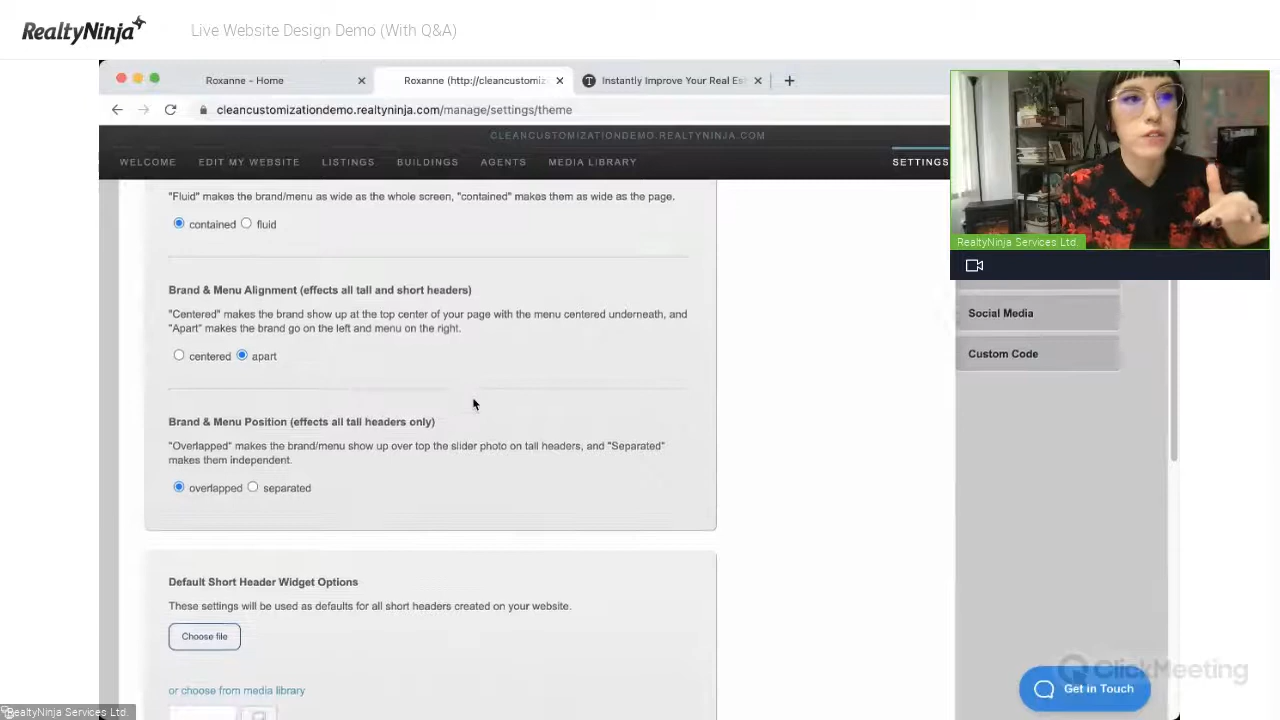 RealtyNinja
Live Website Design Demo (With Q&A)
Roxanne - Home
Roxanne (http://cleancustomiz
Instantly Improve Your Real Es
cleancustomizationdemo.realtyninja.com/manage/settings/theme
CLEANCUSTOMIZATIONDEMO.REALTYNINJA.COM
WELCOME EDIT MY WEBSITE LISTINGS BUILDINGS AGENTS MEDIA LIBRARY SETTINGS
"Fluid" makes the brand/menu as wide as the whole screen, "contained" makes them as wide as the page.
contained fluid
Brand & Menu Alignment (effects all tall and short headers)
"Centered" makes the brand show up at the top center of your page with the menu centered underneath, and
"Apart" makes the brand go on the left and menu on the right.
centered apart
Brand & Menu Position (effects all tall headers only)
"Overlapped" makes the brand/menu show up over top the slider photo on tall headers, and "Separated"
makes them independent.
overlapped separated
Default Short Header Widget Options
These settings will be used as defaults for all short headers created on your website.
Choose file
or choose from media library
RealtyNinja Services Ltd.
Social Media
Custom Code
ClickMeeting
Get in Touch
RealtyNinja Services Ltd.